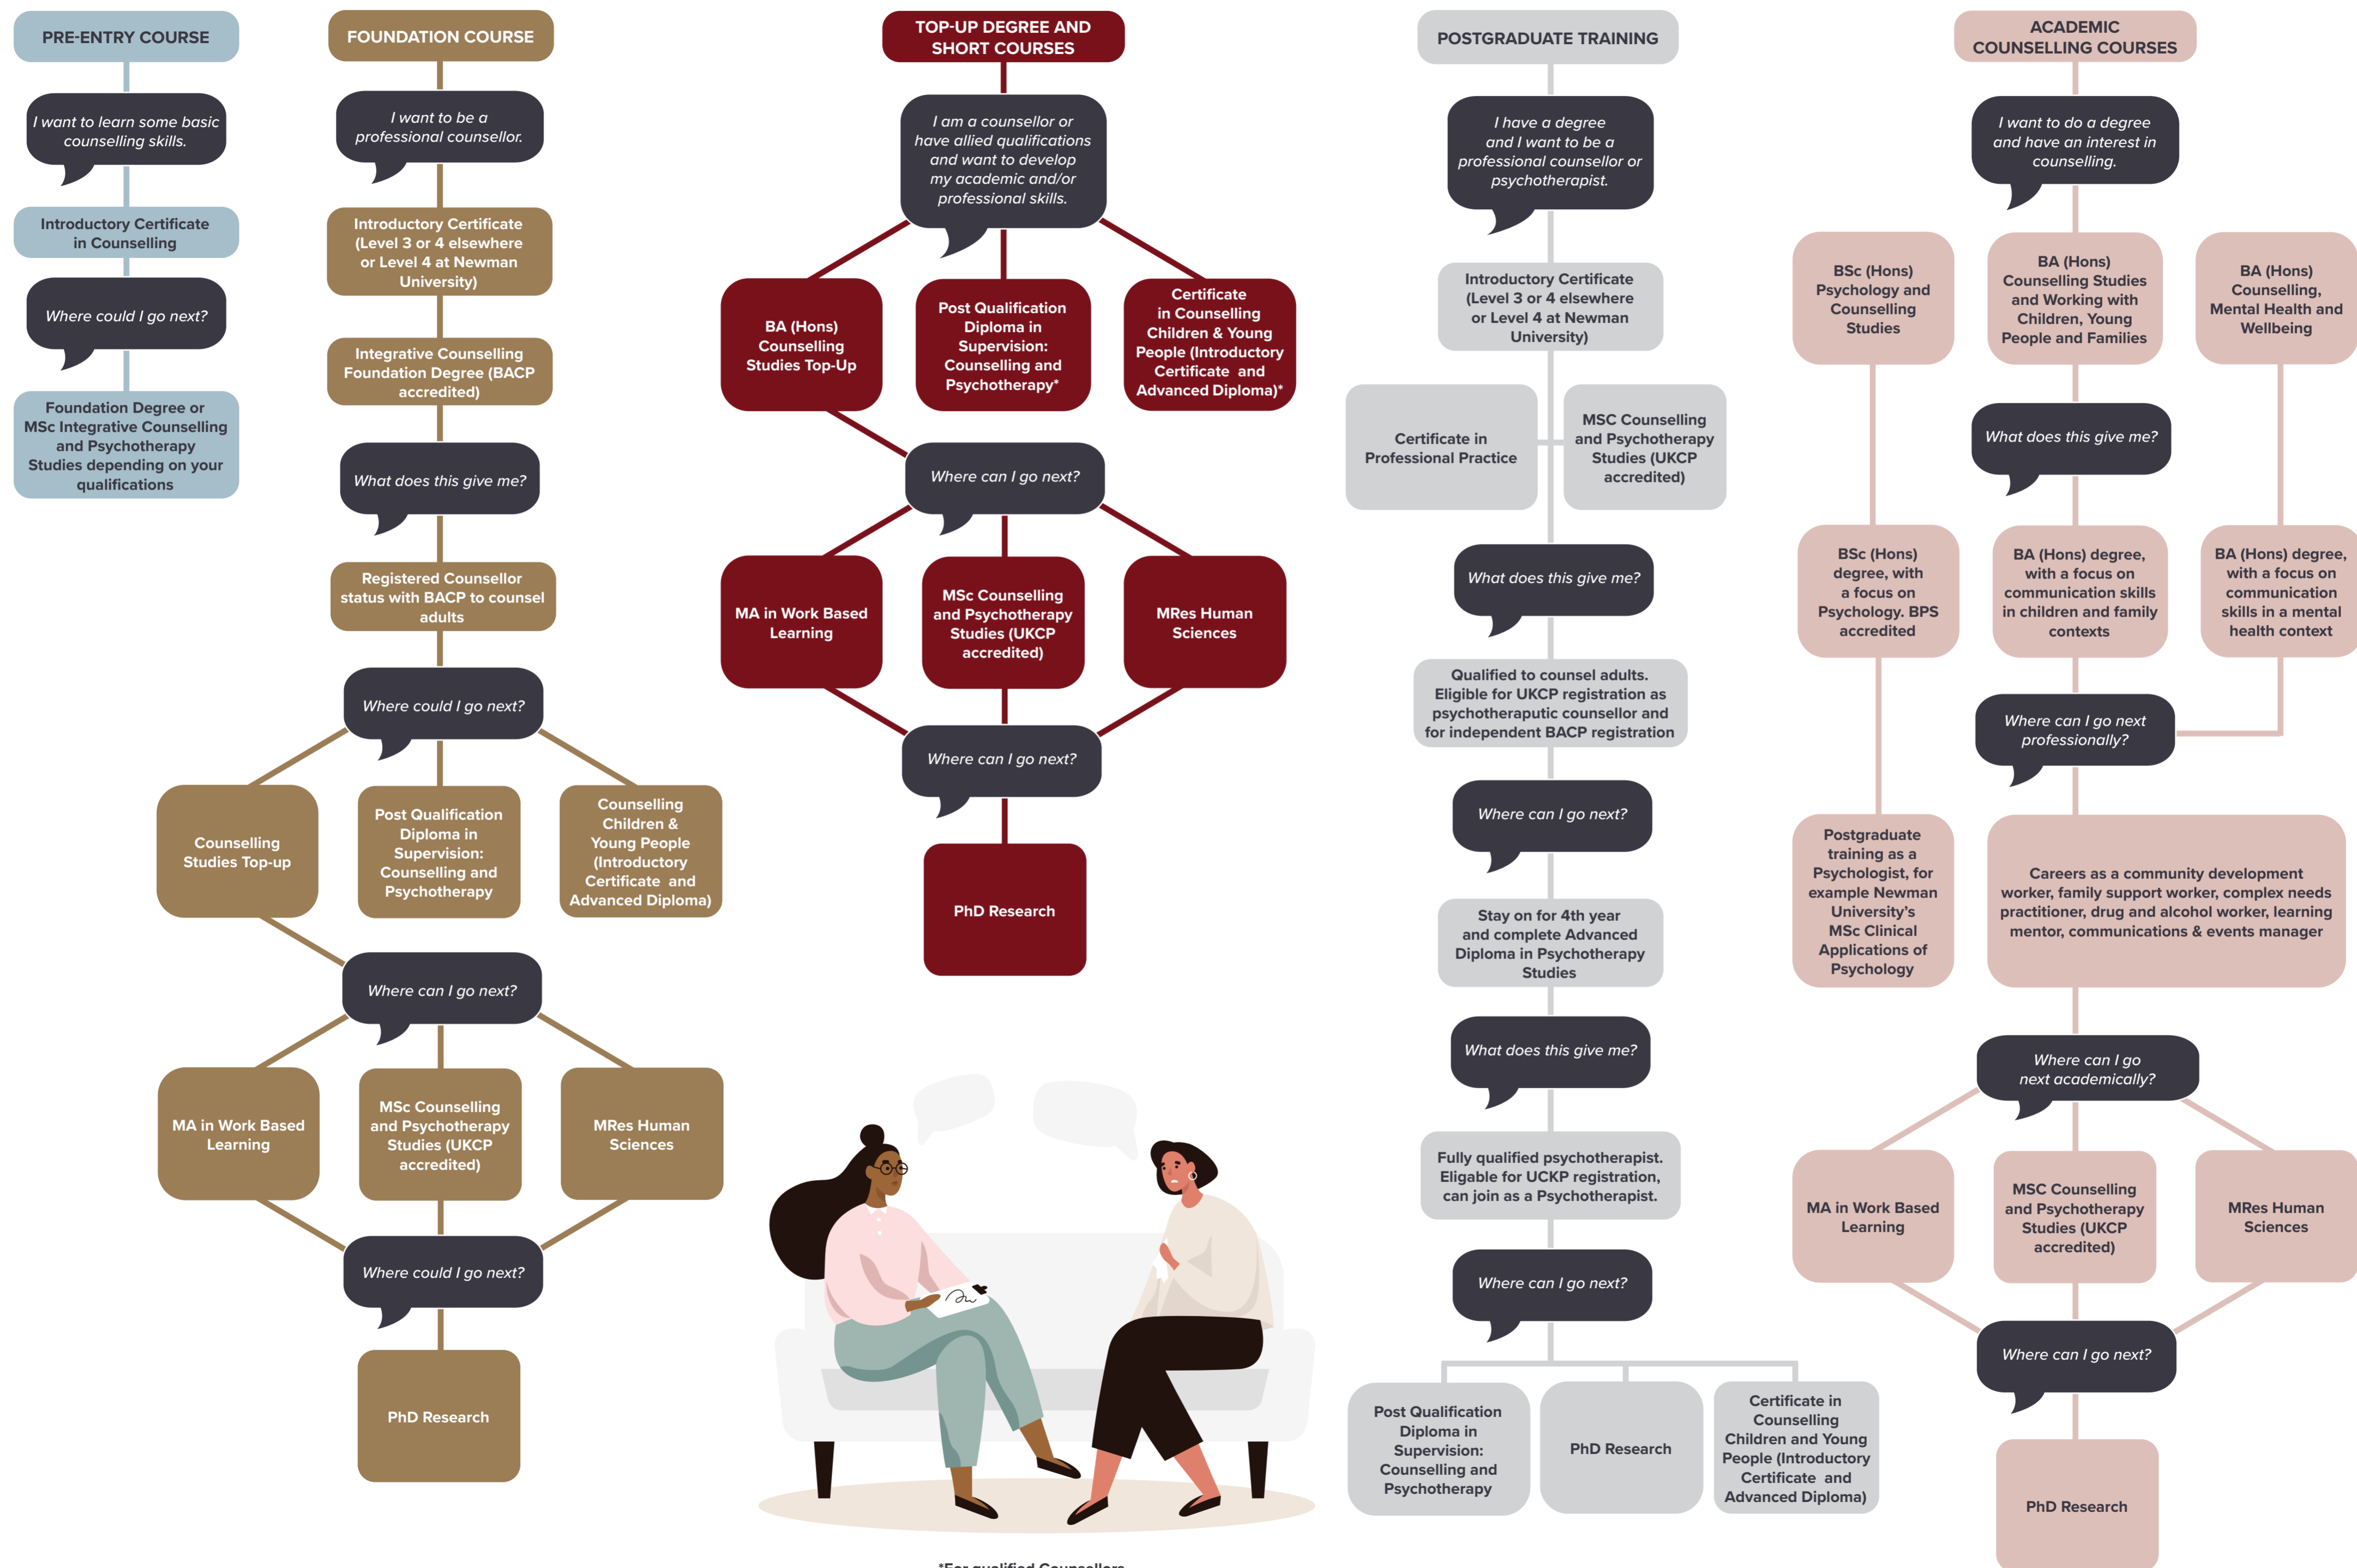 PRE-ENTRY COURSE
I want to learn some basic
counselling skills.
Introductory Certificate
in Counselling
Where could I go next?
Foundation Degree or
MSc Integrative Counselling
and Psychotherapy
Studies depending on your
qualifications
FOUNDATION COURSE
I want to be a
professional counsellor.
Introductory Certificate
(Level 3 or 4 elsewhere
or Level 4 at Newman
University)
Integrative Counselling
Foundation Degree (BACP
accredited)
What does this give me?
Registered Counsellor
status with BACP to counsel
adults
Where could I go next?
Counselling
Studies Top-up
Post Qualification
Diploma in
Supervision:
Counselling and
Psychotherapy
Counselling
Children &
Young People
(Introductory
Certificate and
Advanced Diploma)
Where can I go next?
MA in Work Based
Learning
MSc Counselling
and Psychotherapy
Studies (UKCP
accredited)
MRes Human
Sciences
Where could I go next?
PhD Research
TOP-UP DEGREE AND
SHORT COURSES
I am a counsellor or
have allied qualifications
and want to develop
my academic and/or
professional skills.
BA (Hons)
Counselling
Studies Top-Up
Post Qualification
Diploma in
Supervision:
Counselling and
Psychotherapy*
Certificate
in Counselling
Children & Young
People (Introductory
Certificate and
Advanced Diploma)*
Where can I go next?
MA in Work Based
Learning
MSc Counselling
and Psychotherapy
Studies (UKCP
accredited)
MRes Human
Sciences
Where can I go next?
PhD Research
*For qualified Counsellors
POSTGRADUATE TRAINING
I have a degree
and I want to be a
professional counsellor or
psychotherapist.
Introductory Certificate
(Level 3 or 4 elsewhere
or Level 4 at Newman
University)
Certificate in
Professional Practice
MSC Counselling
and Psychotherapy
Studies (UKCP
accredited)
What does this give me?
Qualified to counsel adults.
Eligible for UKCP registration as
psychotheraputic counsellor and
for independent BACP registration
Where can I go next?
Stay on for 4th year
and complete Advanced
Diploma in Psychotherapy
Studies
What does this give me?
Fully qualified psychotherapist.
Eligable for UCKP registration,
can join as a Psychotherapist.
Where can I go next?
Post Qualification
Diploma in
Supervision:
Counselling and
Psychotherapy
PhD Research
Certificate in
Counselling
Children and Young
People (Introductory
Certificate and
Advanced Diploma)
ACADEMIC
COUNSELLING COURSES
I want to do a degree
and have an interest in
counselling.
BSc (Hons)
Psychology and
Counselling
Studies
BA (Hons)
Counselling Studies
and Working with
Children, Young
People and Families
BA (Hons)
Counselling,
Mental Health and
Wellbeing
What does this give me?
BSc (Hons)
degree, with
a focus on
Psychology. BPS
accredited
BA (Hons) degree,
with a focus on
communication skills
in children and family
contexts
BA (Hons) degree,
with a focus on
communication
skills in a mental
health context
Where can I go next
professionally?
Postgraduate
training as a
Psychologist, for
example Newman
University's
MSc Clinical
Applications of
Psychology
Careers as a community development
worker, family support worker, complex needs
practitioner, drug and alcohol worker, learning
mentor, communications & events manager
Where can I go
next academically?
MA in Work Based
Learning
MSC Counselling
and Psychotherapy
Studies (UKCP
accredited)
MRes Human
Sciences
Where can I go next?
PhD Research